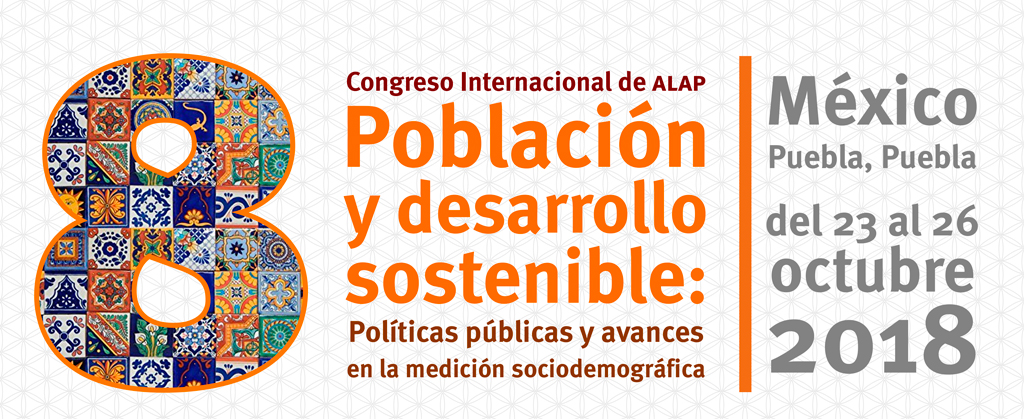 8
Congreso Internacional de ALAP
Población
y desarrollo
sostenible:
Políticas públicas y avances
en la medición sociodemográfica
México
Puebla, Puebla
del 23 al 26
octubre
2018